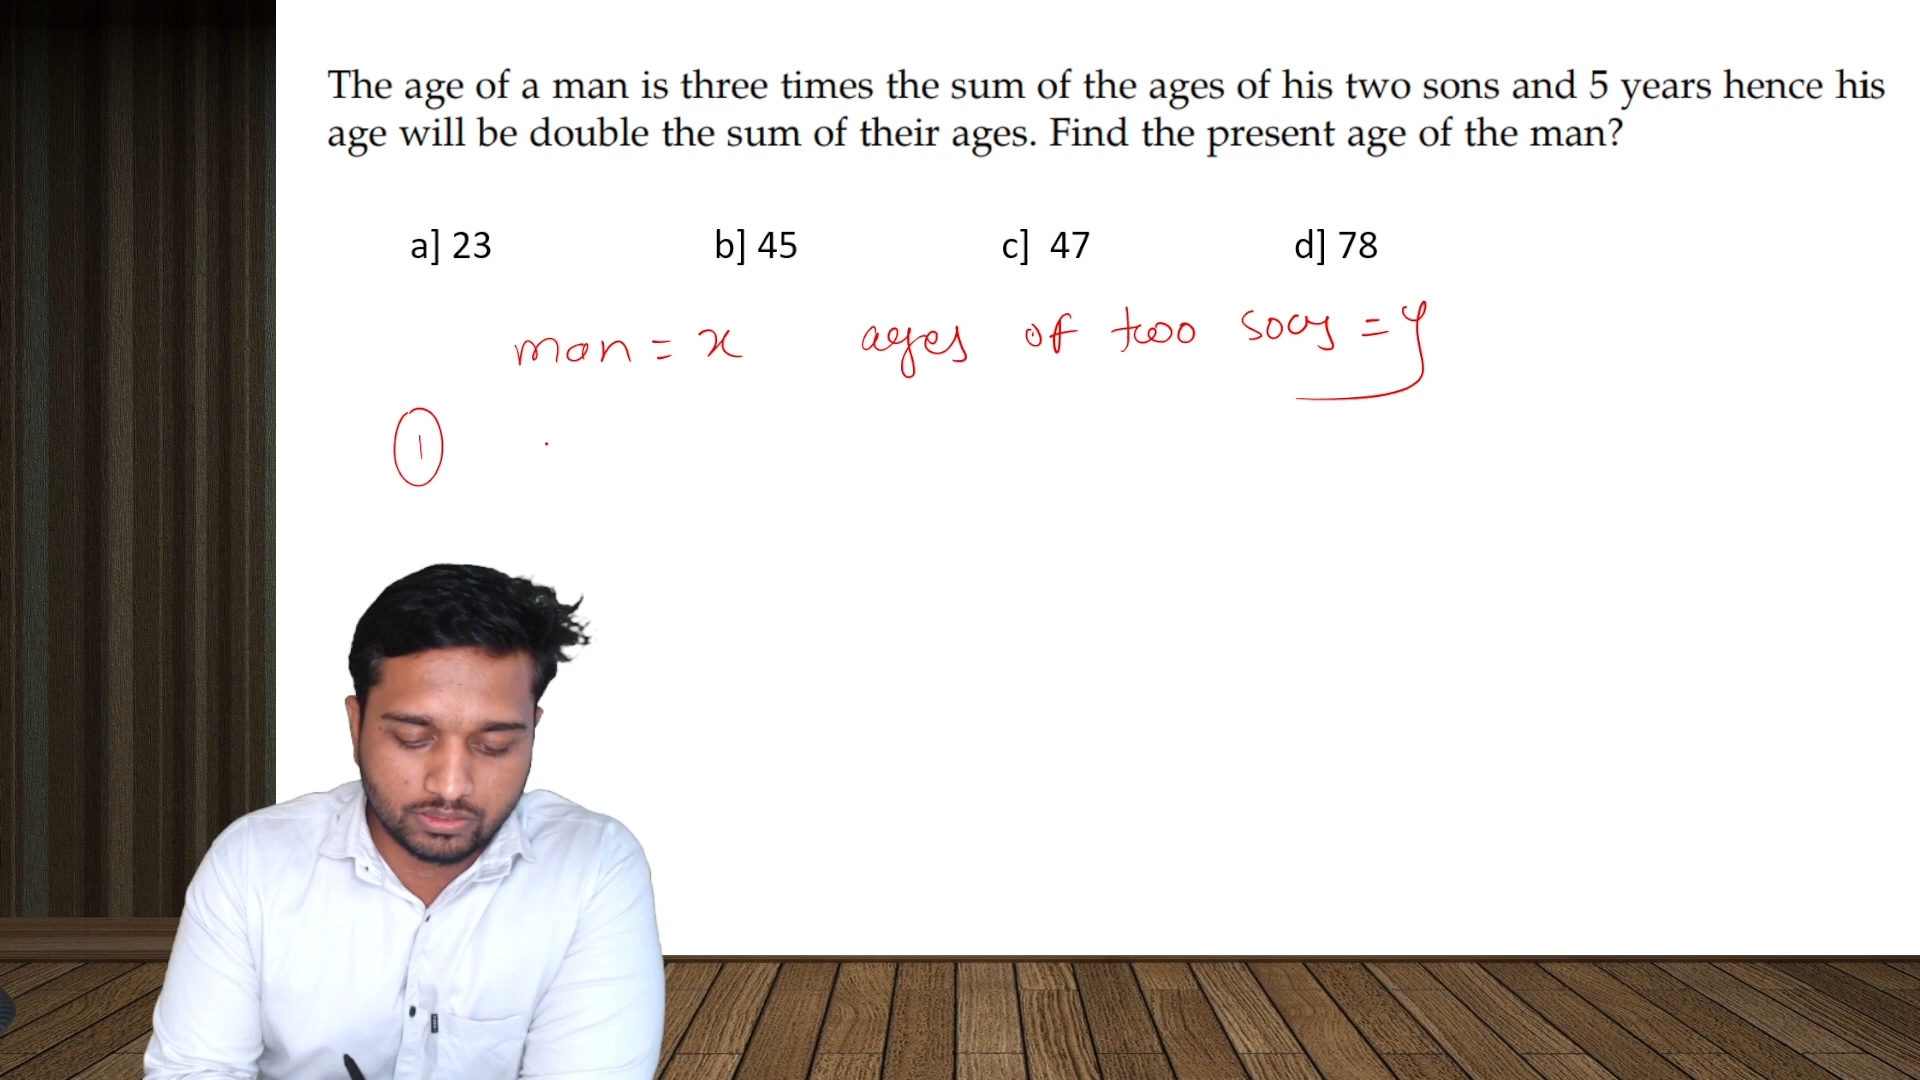 The age of a man is three times the sum of the ages of his two sons and 5 years hence his
age will be double the sum of their ages. Find the present age of the man?
a] 23 b] 45 c] 47 d] 78
man = x ages of two sons = y
1